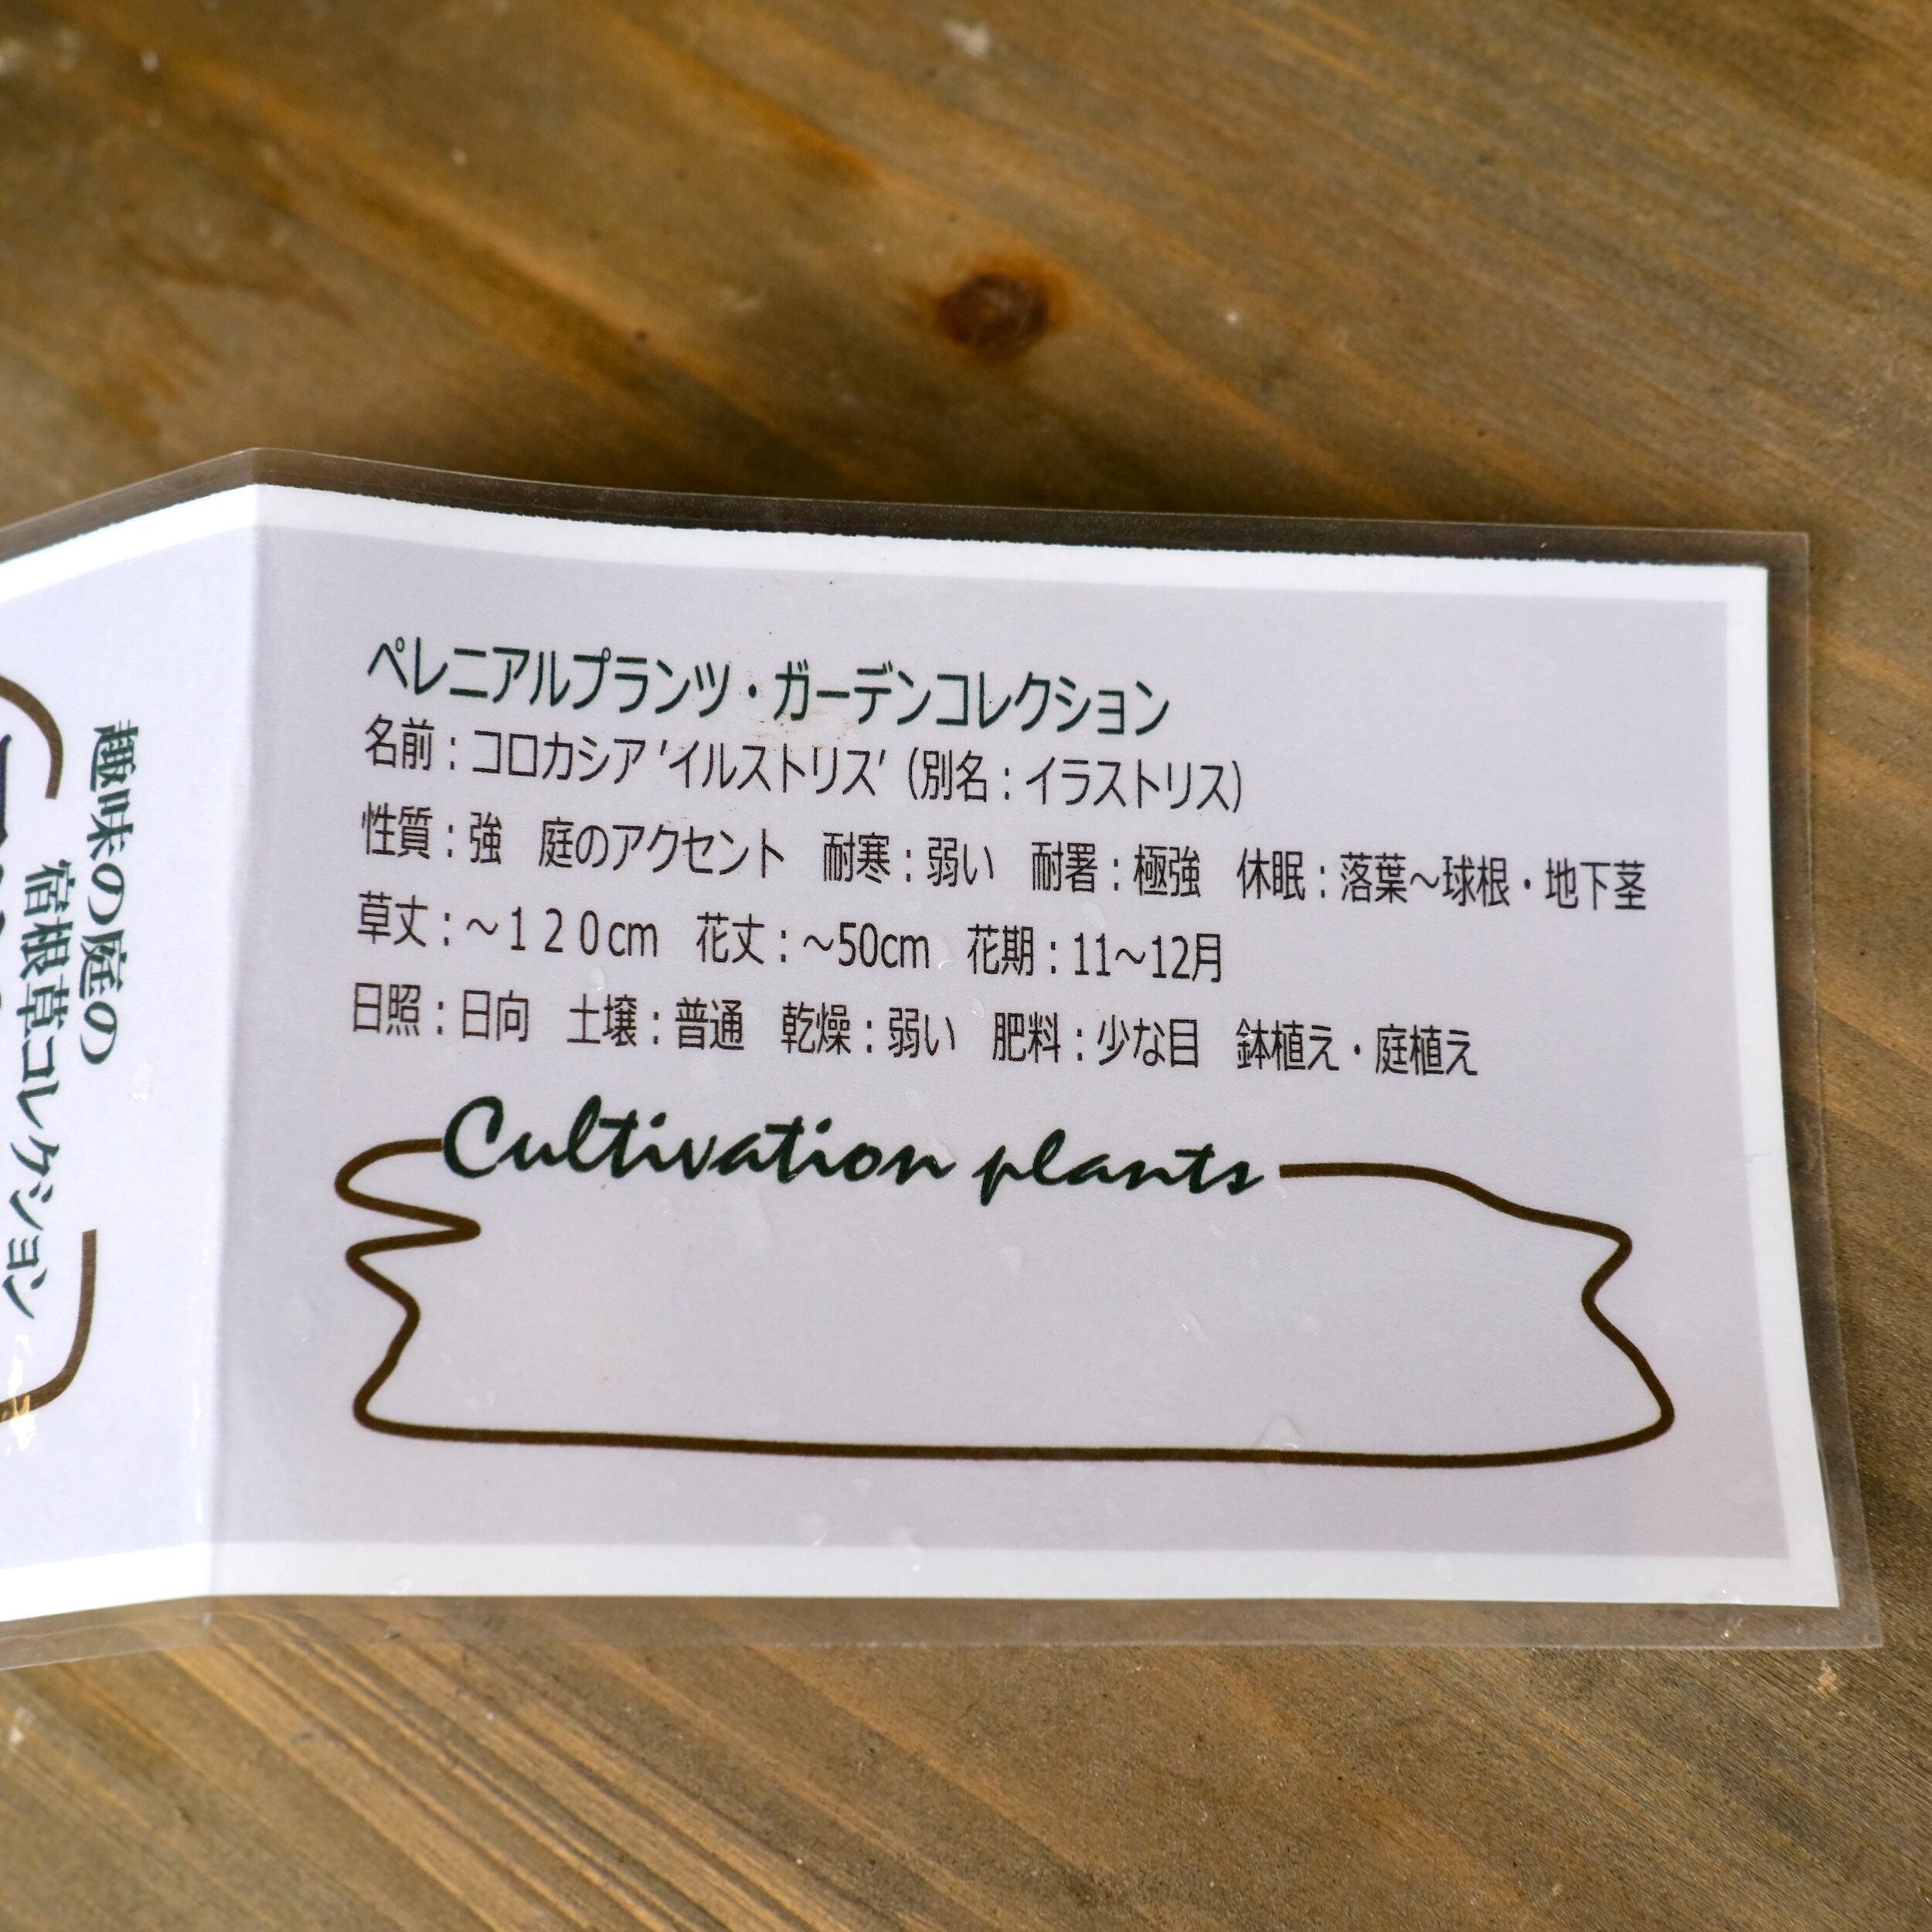 ペレニアルプランツ・ガーデンコレクション
名前：コロカシア’イルストリス’（別名：イラストリス）
性質：強　庭のアクセント　耐寒：弱い　耐署：極強　休眠：落葉～球根・地下茎
草丈：～１２０cm　花丈：～50cm　花期：11～12月
日照：日向　土壌：普通　乾燥：弱い　肥料：少な目　鉢植え・庭植え
Cultivation plants
趣味の庭の
宿根草コレクション